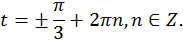 t = ± π/3 + 2πn, n ∈ Z.